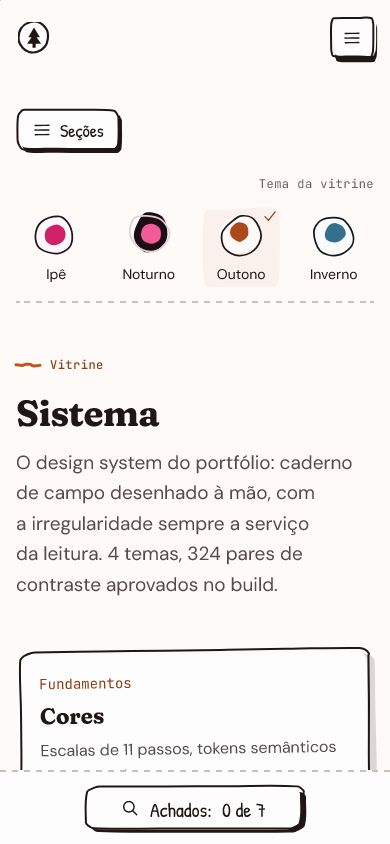 Seções
Tema da vitrine
Ipê
Noturno
Outono
Inverno
Vitrine
Sistema
O design system do portfólio: caderno
de campo desenhado à mão, com
a irregularidade sempre a serviço
da leitura. 4 temas, 324 pares de
contraste aprovados no build.
Fundamentos
Cores
Escalas de 11 passos, tokens semânticos
Achados: 0 de 7